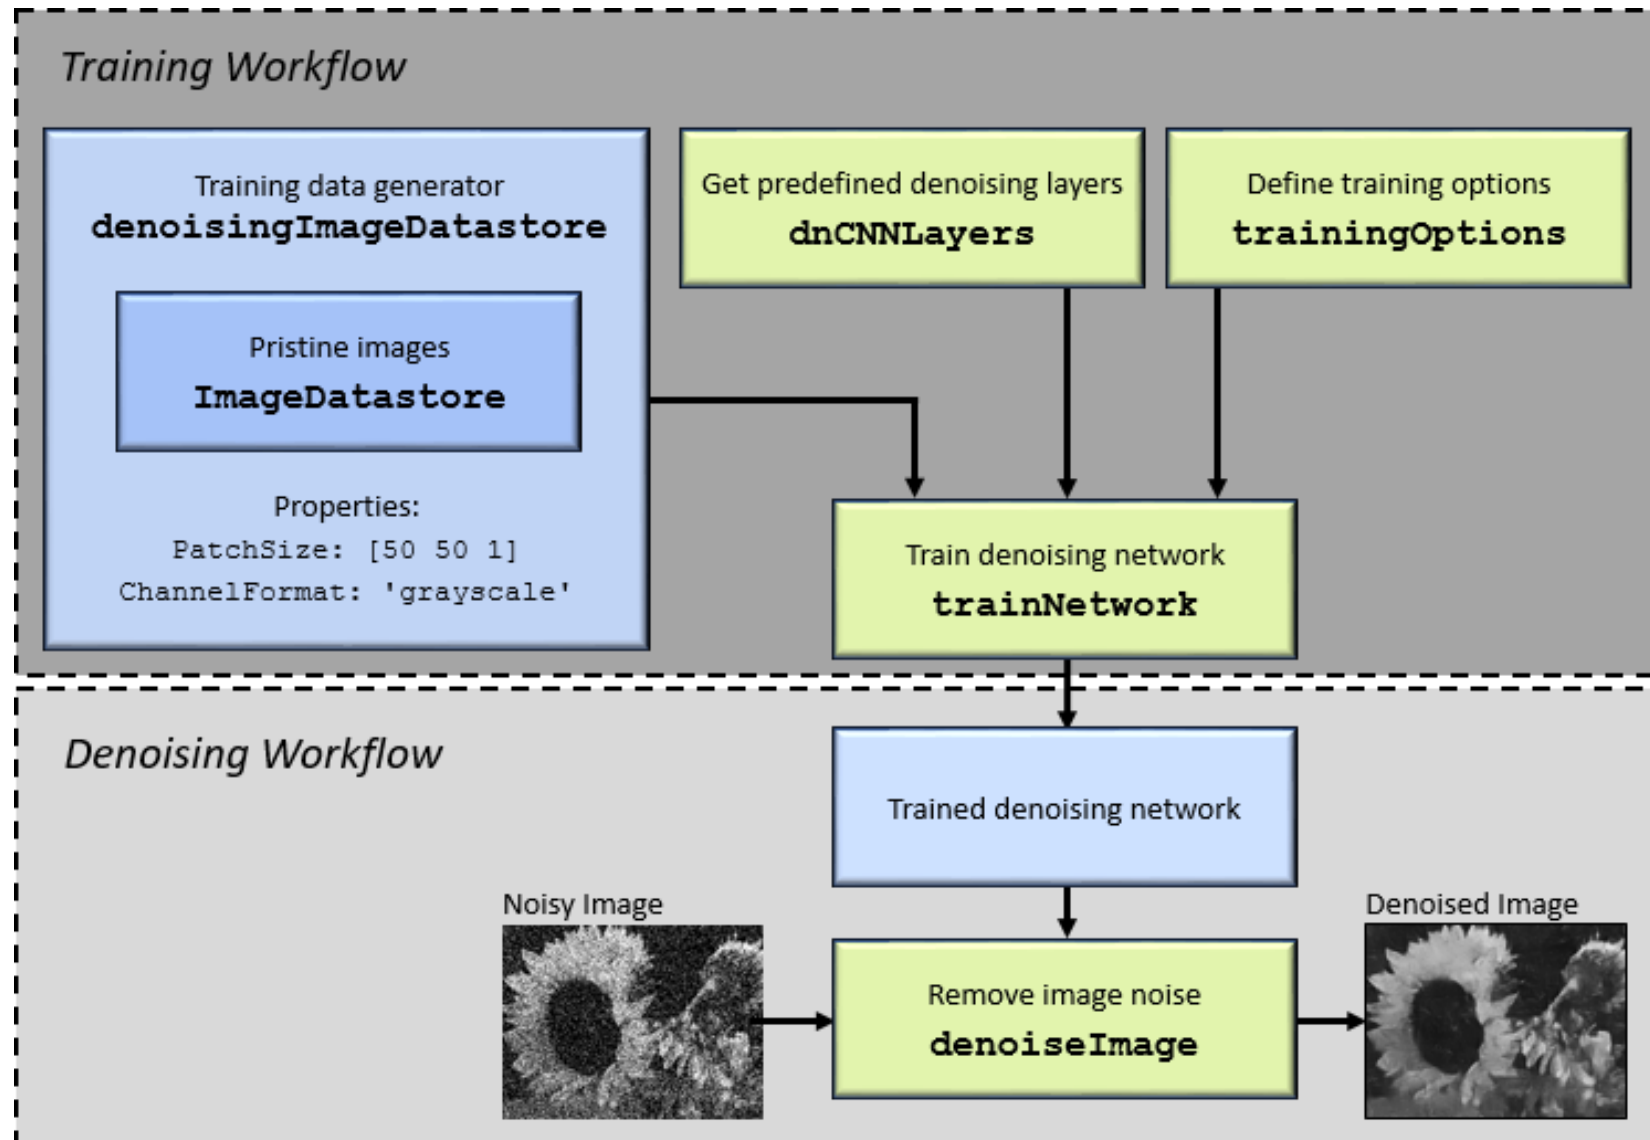 Training Workflow
Training data generator
denoisingImageDatastore
Pristine images
ImageDatastore
Properties:
PatchSize: [50 50 1]
ChannelFormat: 'grayscale'
Get predefined denoising layers
dnCNNLayers
Define training options
trainingOptions
Train denoising network
trainNetwork
Denoising Workflow
Trained denoising network
Noisy Image
Remove image noise
denoiseImage
Denoised Image